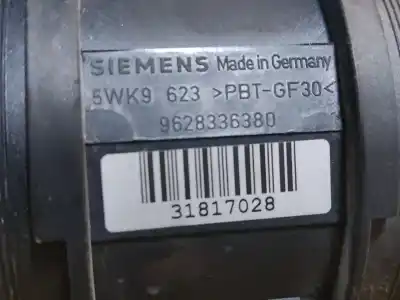 SIEMENS Made in Germany
5WK9 623 >PBT-GF30<
9628336380
31817028